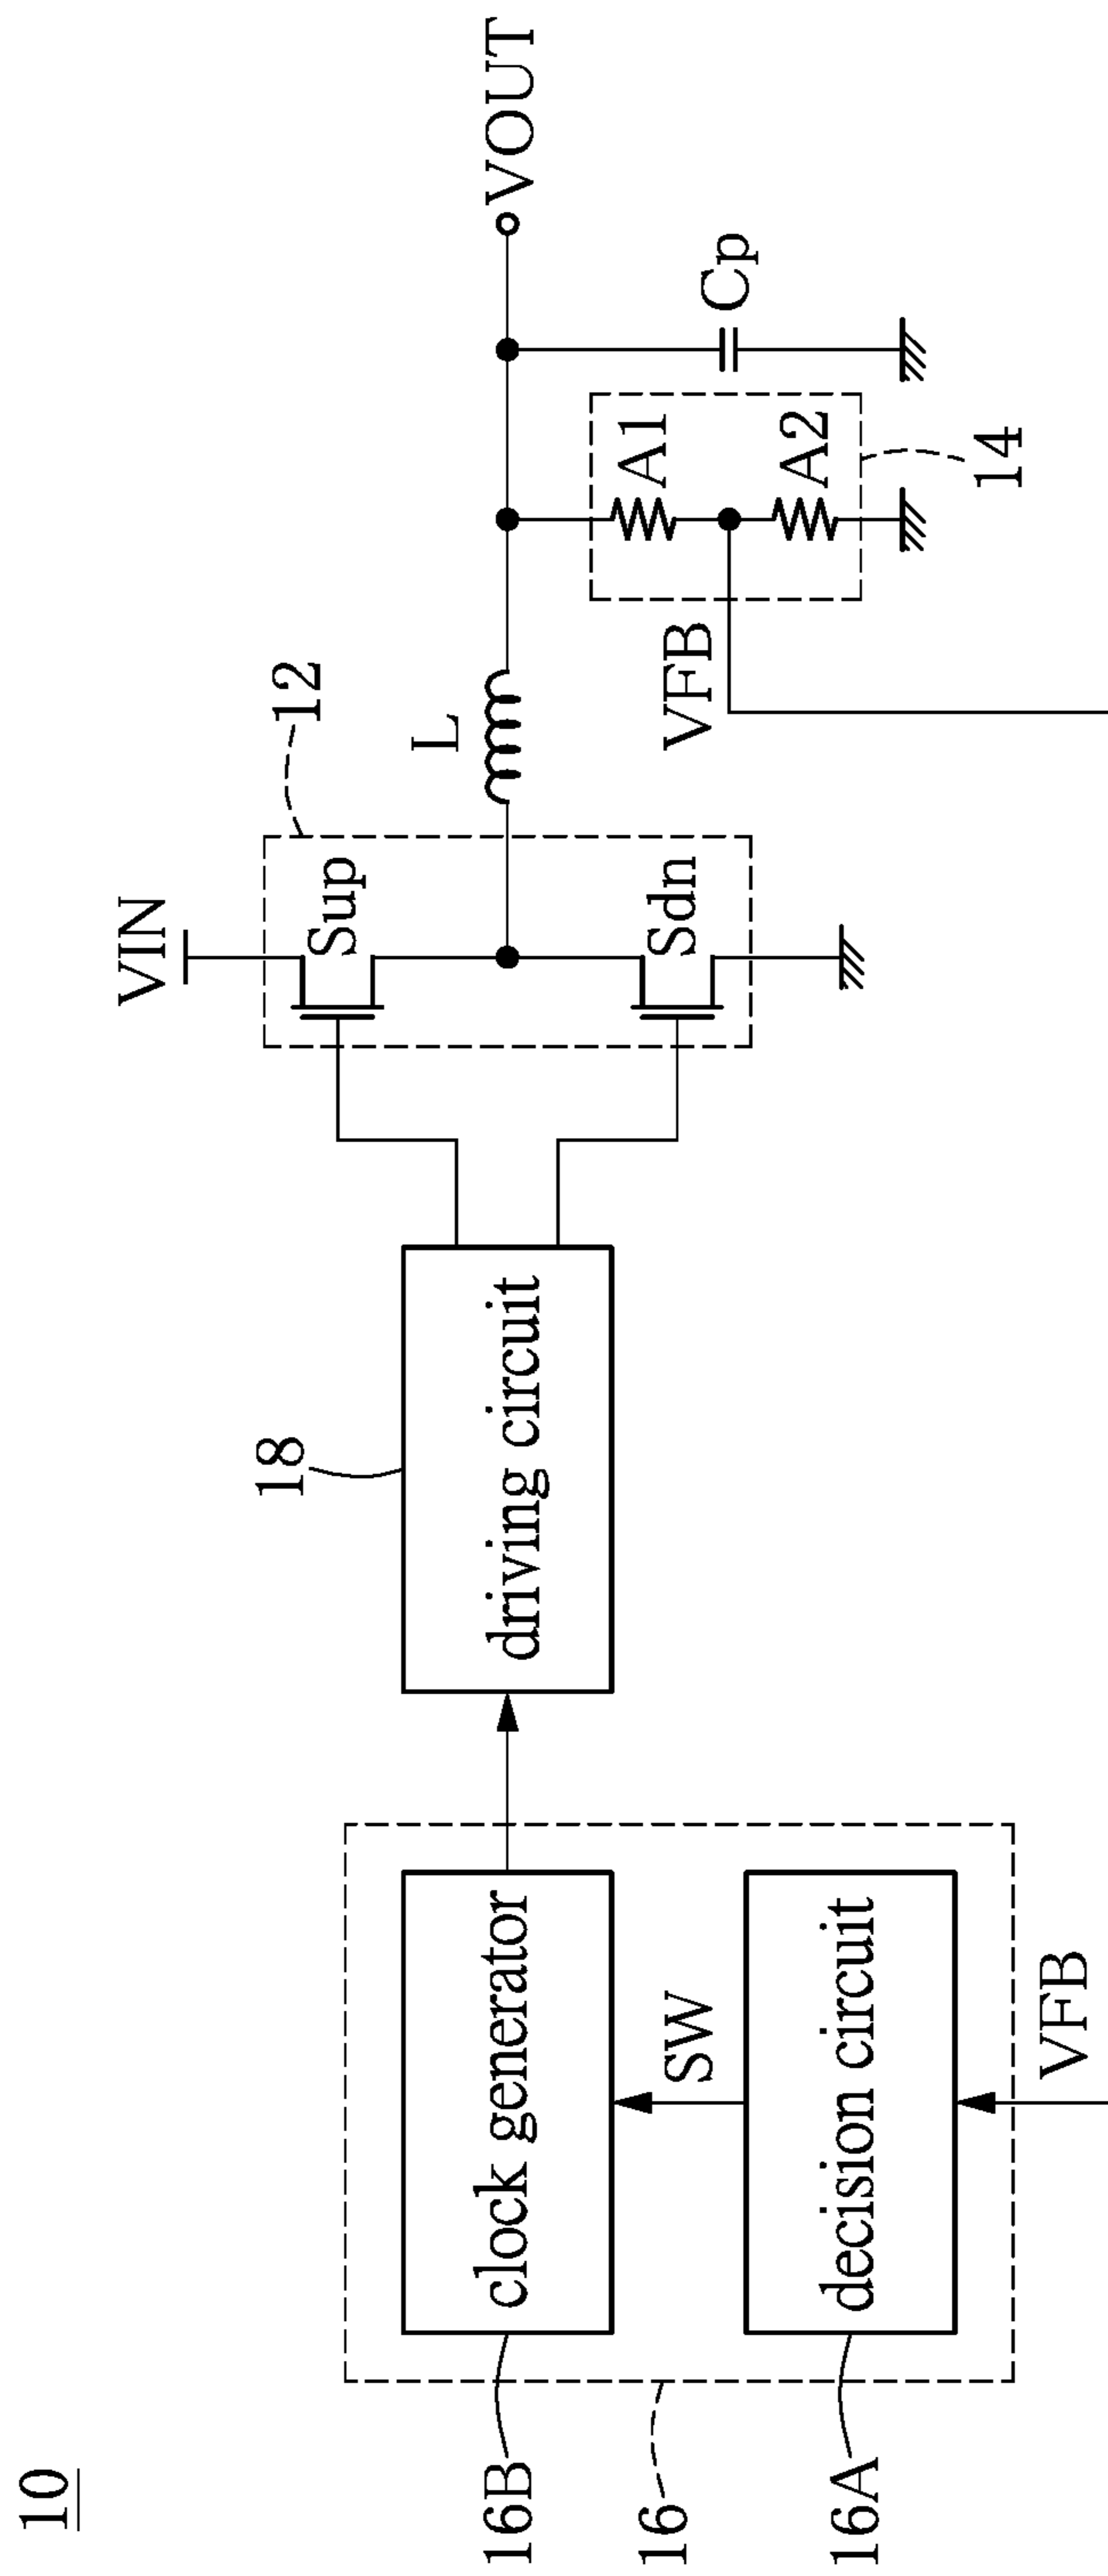 10
VIN
12
VOUT
18
L
Sup
16B
clock generator
driving circuit
Cp
A1
SW
Sdn
VFB
16
A2
16A
decision circuit
14
VFB